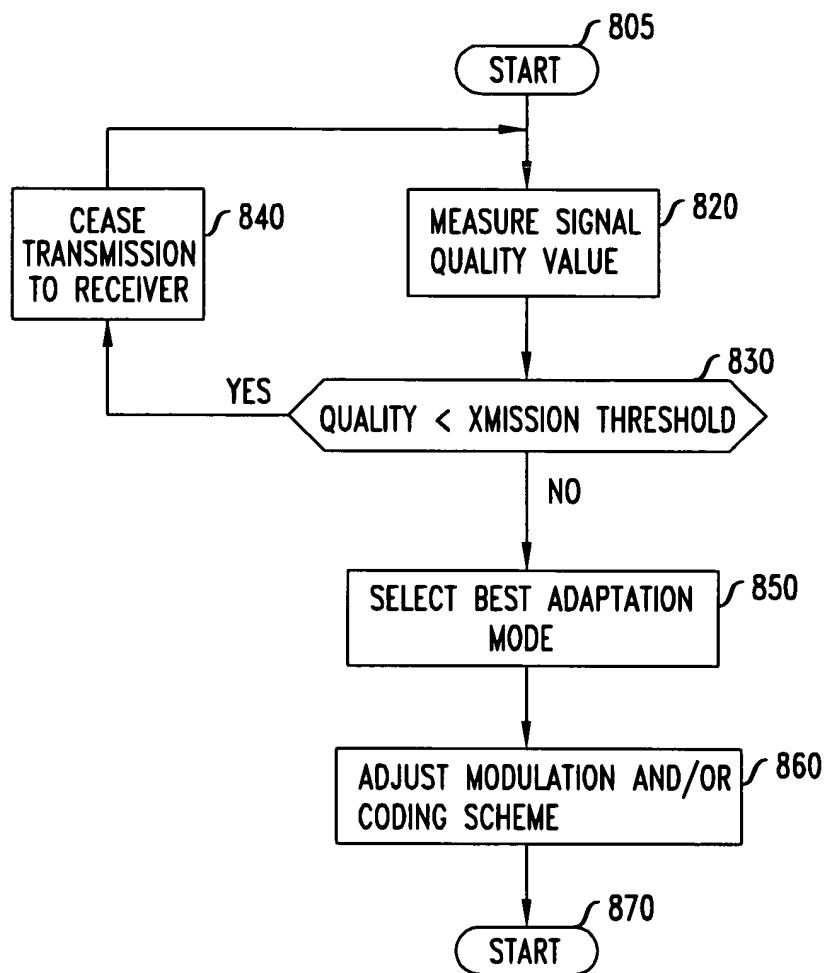 805
START
CEASE
TRANSMISSION
TO RECEIVER
840
MEASURE SIGNAL
QUALITY VALUE
820
830
YES
QUALITY < XMISSION THRESHOLD
NO
850
SELECT BEST ADAPTATION
MODE
860
ADJUST MODULATION AND/OR
CODING SCHEME
870
START